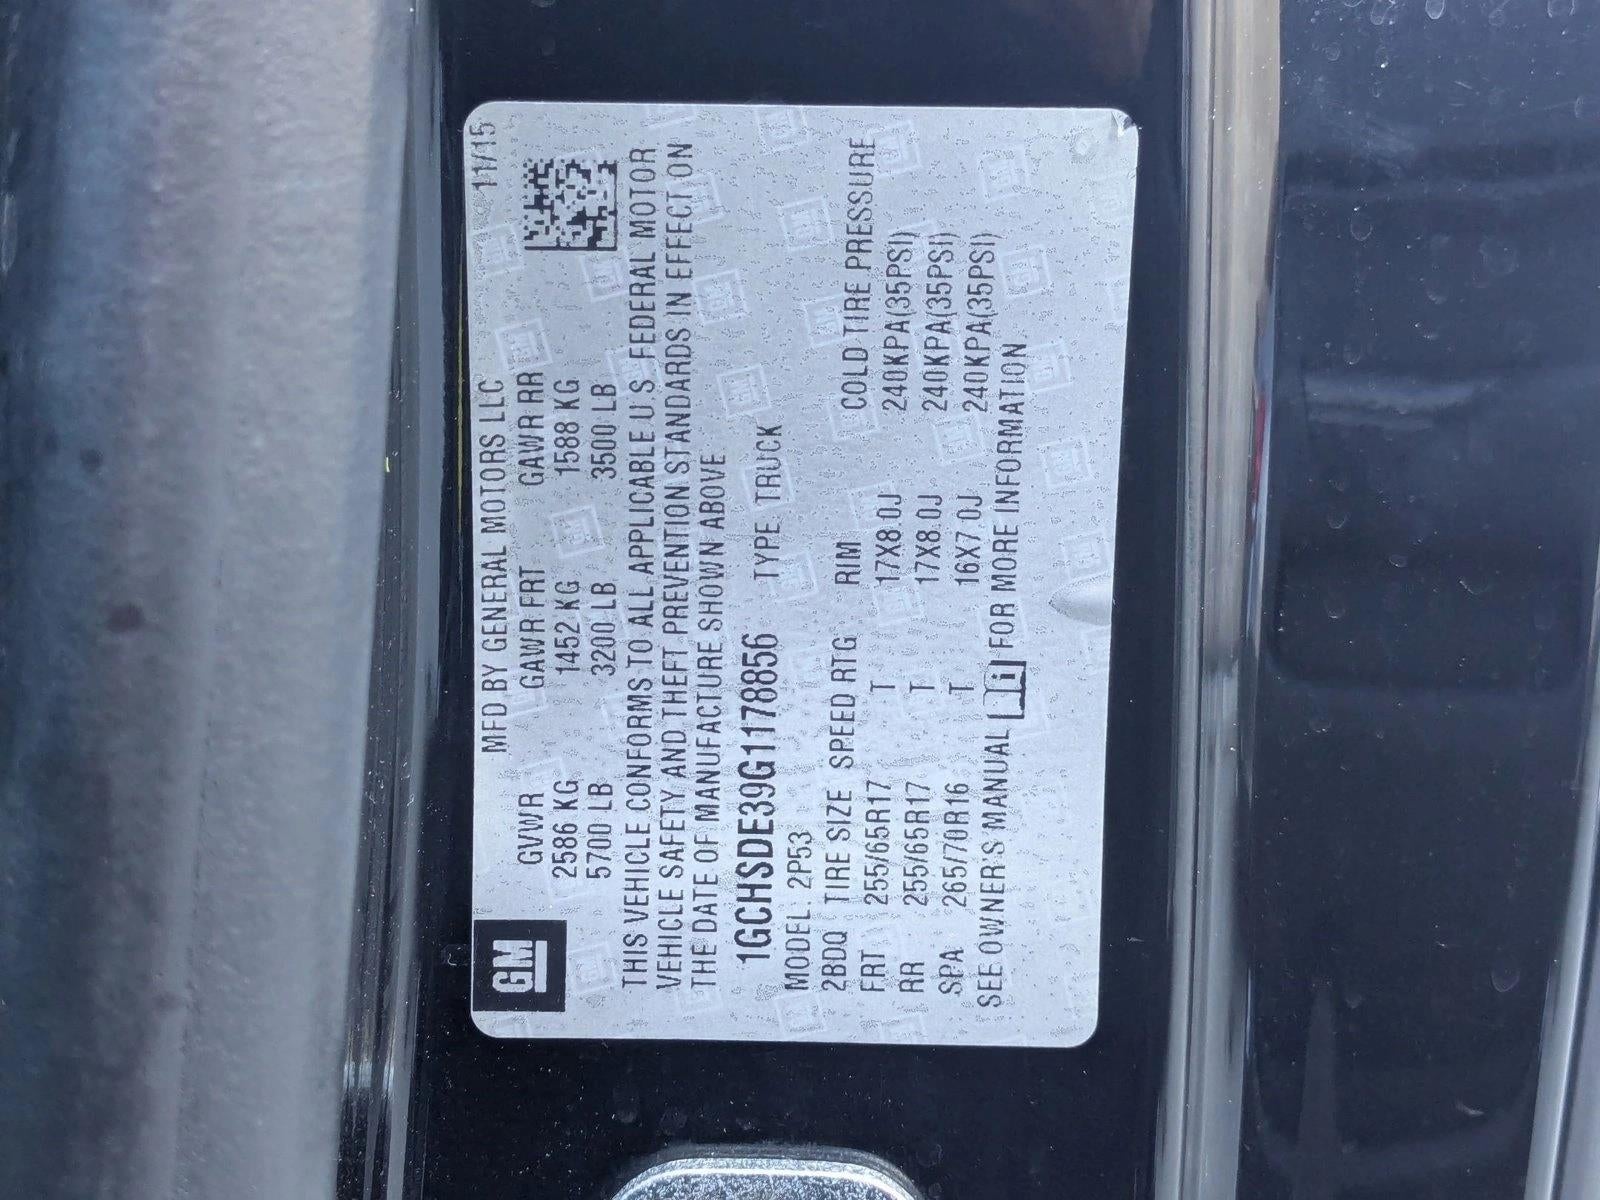 GM
MFD BY GENERAL MOTORS LLC 11/15
GVWR GAWR FRT GAWR RR
2586 KG 1452 KG 1588 KG
5700 LB 3200 LB 3500 LB
THIS VEHICLE CONFORMS TO ALL APPLICABLE U.S. FEDERAL MOTOR
VEHICLE SAFETY AND THEFT PREVENTION STANDARDS IN EFFECT ON
THE DATE OF MANUFACTURE SHOWN ABOVE.
1GCHSDE39G1178856 TYPE: TRUCK
MODEL: 2P53
2BDQ TIRE SIZE SPEED RTG RIM COLD TIRE PRESSURE
FRT 255/65R17 T 17X8.0J 240KPA(35PSI)
RR 255/65R17 T 17X8.0J 240KPA(35PSI)
SPA 265/70R16 T 16X7.0J 240KPA(35PSI)
SEE OWNER'S MANUAL i FOR MORE INFORMATION.